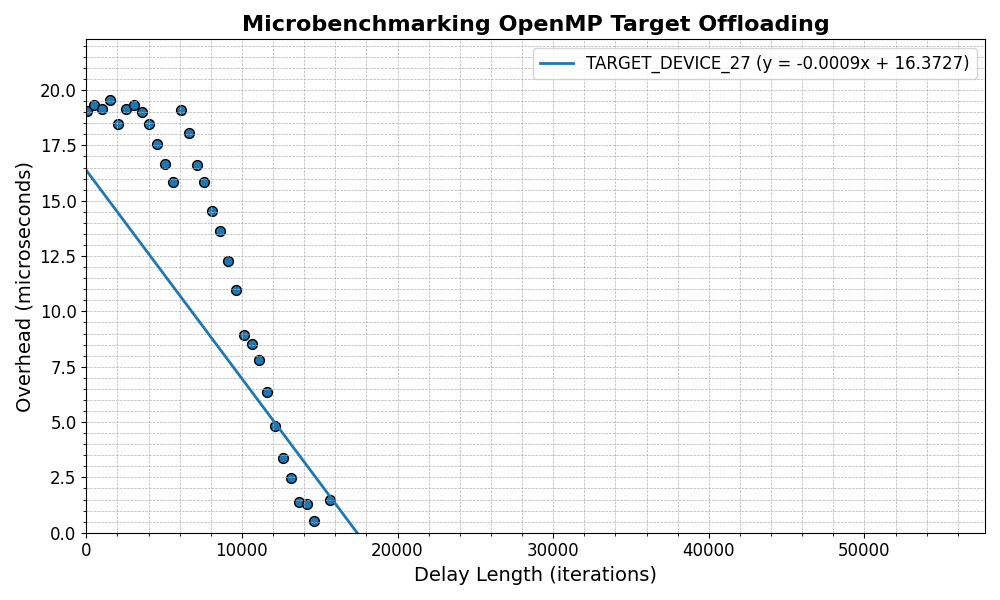 Microbenchmarking OpenMP Target Offloading
TARGET_DEVICE_27 (y = -0.0009x + 16.3727)
Overhead (microseconds)
20.0
17.5
15.0
12.5
10.0
7.5
5.0
2.5
0.0
0 10000 20000 30000 40000 50000
Delay Length (iterations)